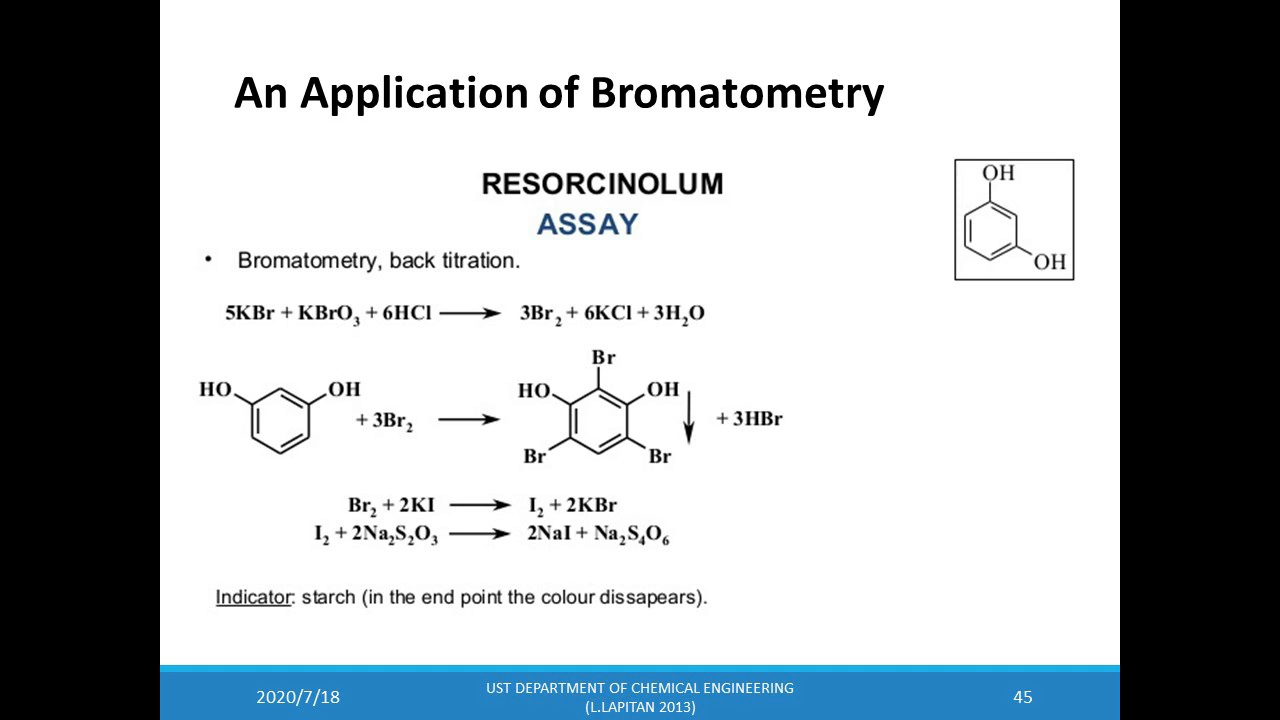 An Application of Bromatometry
RESORCINOLUM
ASSAY
OH
OH
• Bromatometry, back titration.
5KBr + KBrO₃ + 6HCl ⟶ 3Br₂ + 6KCl + 3H₂O
Br
HO OH + 3Br₂ ⟶ HO OH ↓ + 3HBr
Br Br
Br₂ + 2KI ⟶ I₂ + 2KBr
I₂ + 2Na₂S₂O₃ ⟶ 2NaI + Na₂S₄O₆
Indicator: starch (in the end point the colour dissapears).
2020/7/18
UST DEPARTMENT OF CHEMICAL ENGINEERING
(L.LAPITAN 2013)
45